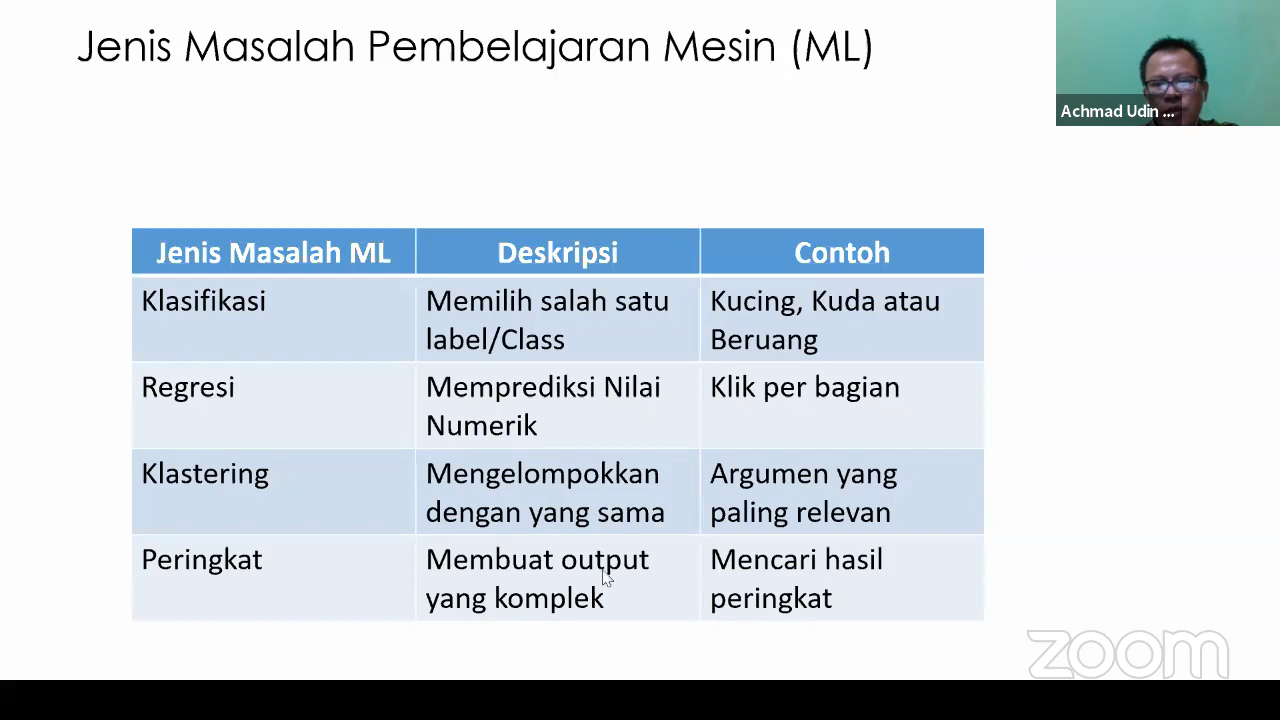 Jenis Masalah Pembelajaran Mesin (ML)
Achmad Udin ...
Jenis Masalah ML Deskripsi Contoh
Klasifikasi Memilih salah satu Kucing, Kuda atau
label/Class Beruang
Regresi Memprediksi Nilai Klik per bagian
Numerik
Klastering Mengelompokkan Argumen yang
dengan yang sama paling relevan
Peringkat Membuat output Mencari hasil
yang komplek peringkat
zoom